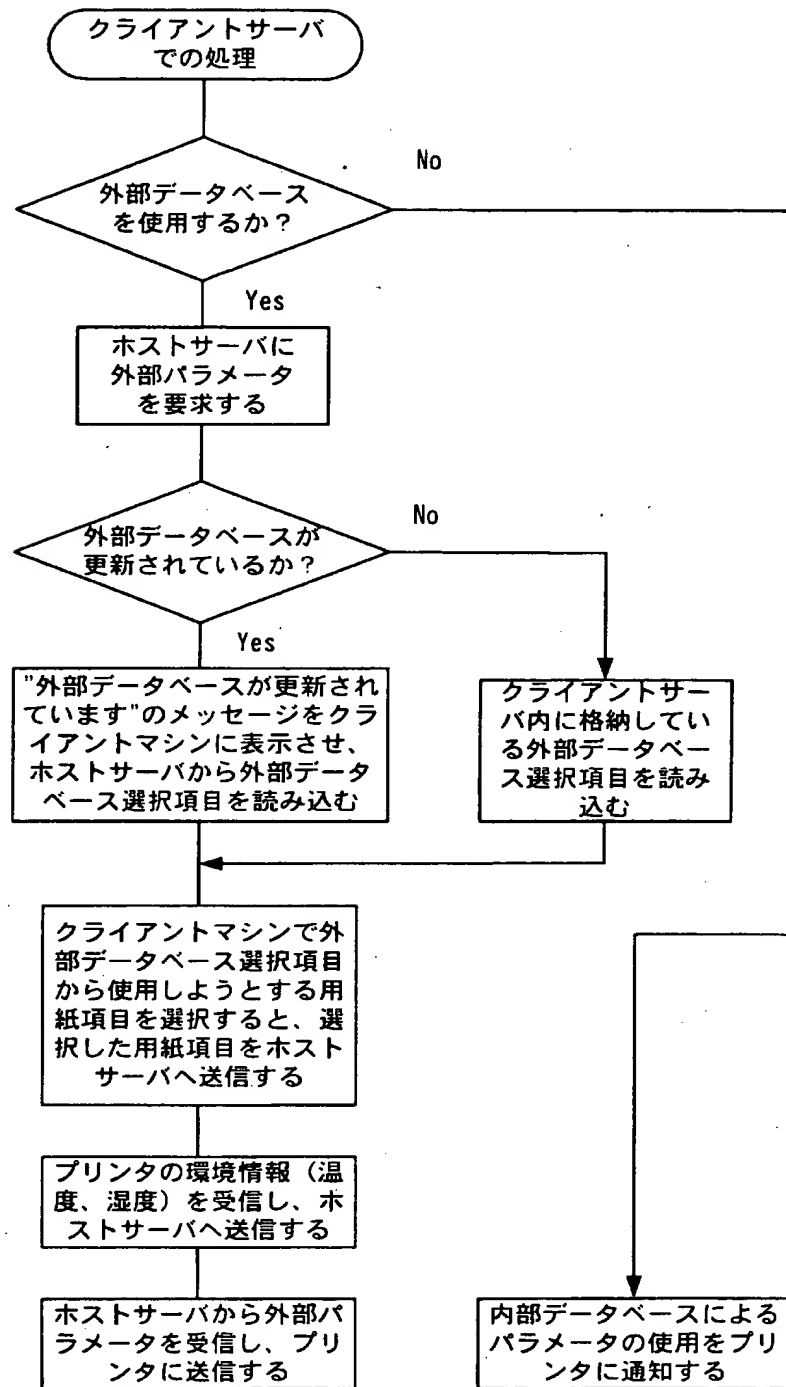 クライアントサーバ
での処理
No
外部データベース
を使用するか？
Yes
ホストサーバに
外部パラメータ
を要求する
No
外部データベースが
更新されているか？
Yes
"外部データベースが更新され
ています"のメッセージをクラ
イアントマシンに表示させ、
ホストサーバから外部データ
ベース選択項目を読み込む
クライアントサー
バ内に格納してい
る外部データベー
ス選択項目を読み
込む
クライアントマシンで外
部データベース選択項目
から使用しようとする用
紙項目を選択すると、選
択した用紙項目をホスト
サーバへ送信する
プリンタの環境情報（温
度、湿度）を受信し、ホ
ストサーバへ送信する
ホストサーバから外部パ
ラメータを受信し、プリ
ンタに送信する
内部データベースによる
パラメータの使用をプリ
ンタに通知する